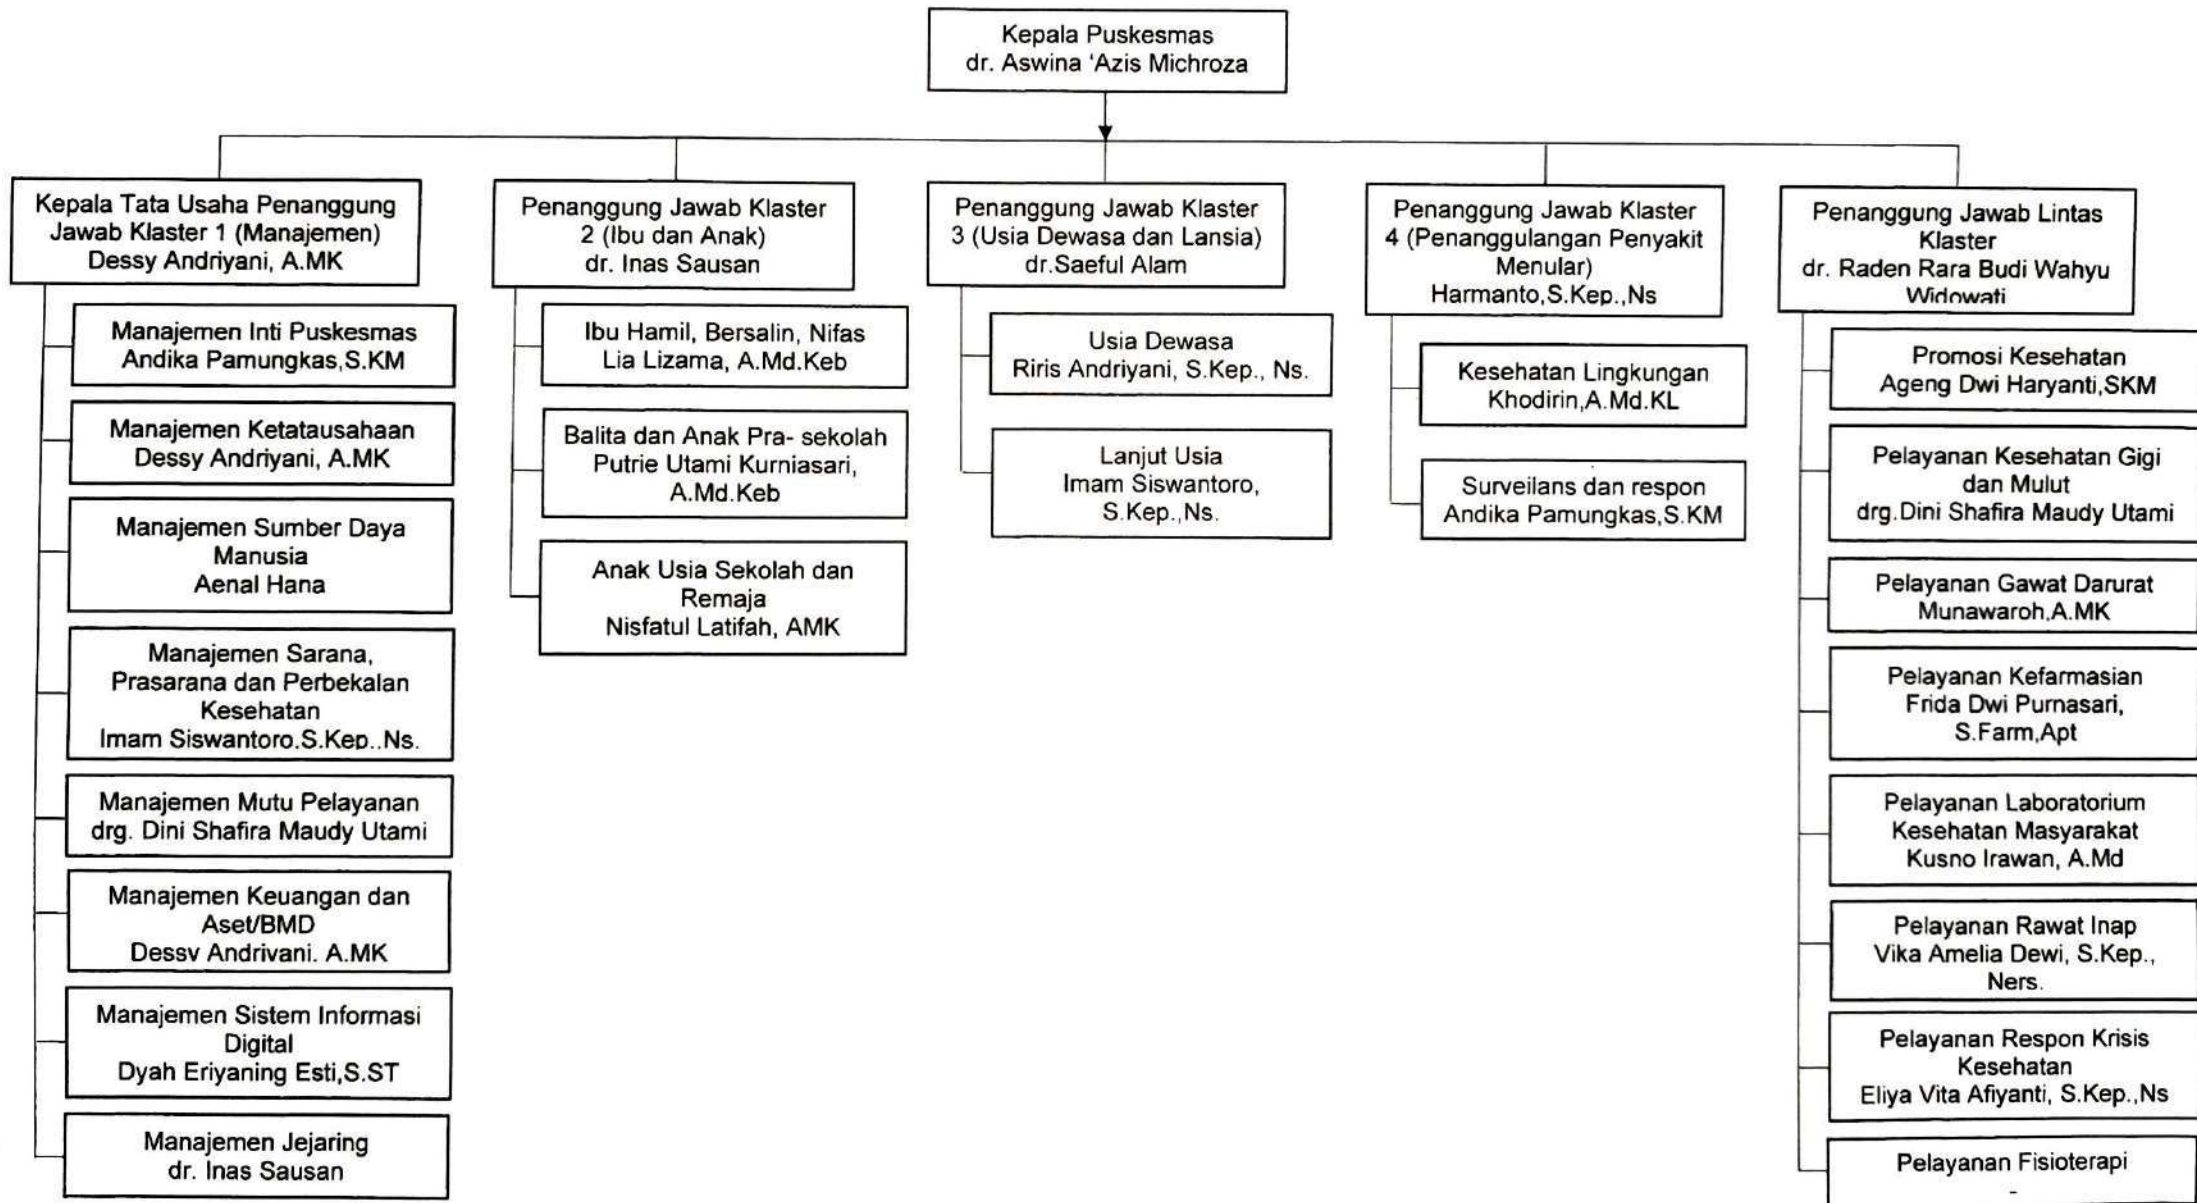 Kepala Puskesmas
dr. Aswina 'Azis Michroza
Kepala Tata Usaha Penanggung
Jawab Klaster 1 (Manajemen)
Dessy Andriyani, A.MK
Manajemen Inti Puskesmas
Andika Pamungkas,S.KM
Manajemen Ketatausahaan
Dessy Andriyani, A.MK
Manajemen Sumber Daya
Manusia
Aenal Hana
Manajemen Sarana,
Prasarana dan Perbekalan
Kesehatan
Imam Siswantoro.S.Kep..Ns.
Manajemen Mutu Pelayanan
drg. Dini Shafira Maudy Utami
Manajemen Keuangan dan
Aset/BMD
Dessy Andriyani. A.MK
Manajemen Sistem Informasi
Digital
Dyah Eriyaning Esti,S.ST
Manajemen Jejaring
dr. Inas Sausan
Penanggung Jawab Klaster
2 (Ibu dan Anak)
dr. Inas Sausan
Ibu Hamil, Bersalin, Nifas
Lia Lizama, A.Md.Keb
Balita dan Anak Pra- sekolah
Putrie Utami Kurniasari,
A.Md.Keb
Anak Usia Sekolah dan
Remaja
Nisfatul Latifah, AMK
Penanggung Jawab Klaster
3 (Usia Dewasa dan Lansia)
dr.Saeful Alam
Usia Dewasa
Riris Andriyani, S.Kep., Ns.
Lanjut Usia
Imam Siswantoro,
S.Kep.,Ns.
Penanggung Jawab Klaster
4 (Penanggulangan Penyakit
Menular)
Harmanto,S.Kep.,Ns
Kesehatan Lingkungan
Khodirin,A.Md.KL
Surveilans dan respon
Andika Pamungkas,S.KM
Penanggung Jawab Lintas
Klaster
dr. Raden Rara Budi Wahyu
Widowati
Promosi Kesehatan
Ageng Dwi Haryanti,SKM
Pelayanan Kesehatan Gigi
dan Mulut
drg.Dini Shafira Maudy Utami
Pelayanan Gawat Darurat
Munawaroh,A.MK
Pelayanan Kefarmasian
Frida Dwi Purnasari,
S.Farm,Apt
Pelayanan Laboratorium
Kesehatan Masyarakat
Kusno Irawan, A.Md
Pelayanan Rawat Inap
Vika Amelia Dewi, S.Kep.,
Ners.
Pelayanan Respon Krisis
Kesehatan
Eliya Vita Afiyanti, S.Kep.,Ns
Pelayanan Fisioterapi
-